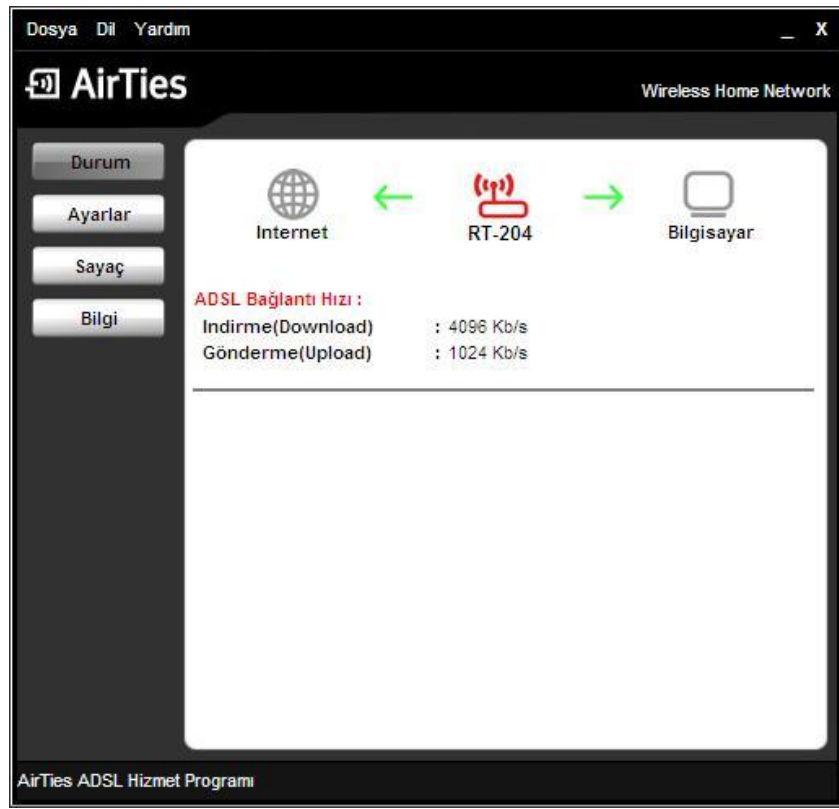 Dosya Dil Yardım
_ X
AirTies
Wireless Home Network
Durum
Ayarlar
Sayaç
Bilgi
Internet
RT-204
Bilgisayar
ADSL Bağlantı Hızı :
Indirme(Download) : 4096 Kb/s
Gönderme(Upload) : 1024 Kb/s
AirTies ADSL Hizmet Programı